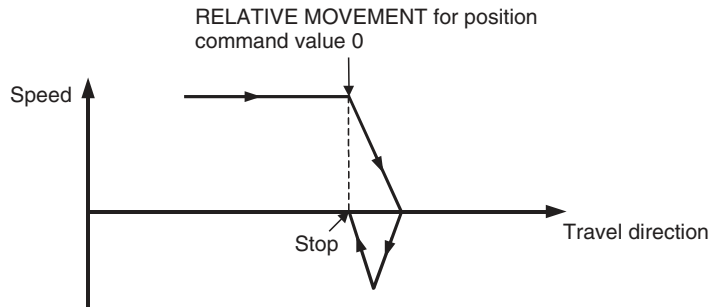 RELATIVE MOVEMENT for position
command value 0
Speed
Stop
Travel direction